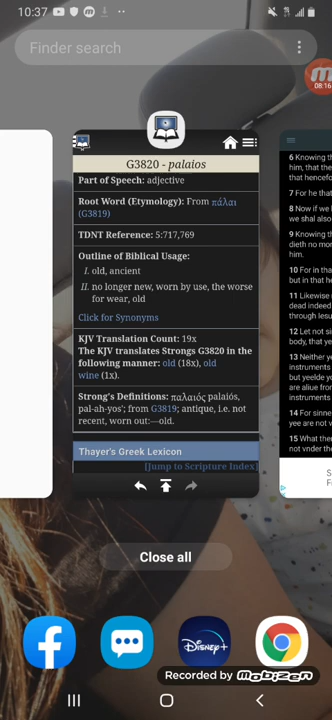 10:37
Finder search
08:16
G3820 - palaios
Part of Speech: adjective
Root Word (Etymology): From πάλαι
(G3819)
TDNT Reference: 5:717,769
Outline of Biblical Usage:
I. old, ancient
II. no longer new, worn by use, the worse
for wear, old
Click for Synonyms
KJV Translation Count: 19x
The KJV translates Strongs G3820 in the
following manner: old (18x), old
wine (1x).
Strong's Definitions: παλαιός palaiós,
pal-ah-yos'; from G3819; antique, i.e. not
recent, worn out:—old.
Thayer's Greek Lexicon
[Jump to Scripture Index]
6 Knowing th
him, that the
that hencefo
7 For he tha
8 Now if we
we shal also
9 Knowing th
dieth no mor
him.
10 For in tha
but in that he
11 Likewise
dead indeed
through Iesu
12 Let not si
body, that ye
13 Neither ye
instruments
but yeelde yo
are aliue from
instruments
14 For sinne
yee are not v
15 What then
not vnder the
Close all
Disney+
Recorded by MOBIZEN